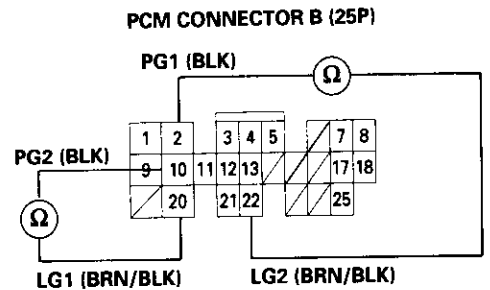 PCM CONNECTOR B (25P)
PG1 (BLK)
Ω
1 2 3 4 5 7 8
PG2 (BLK)
9 10 11 12 13 17 18
20 21 22 25
Ω
LG1 (BRN/BLK) LG2 (BRN/BLK)